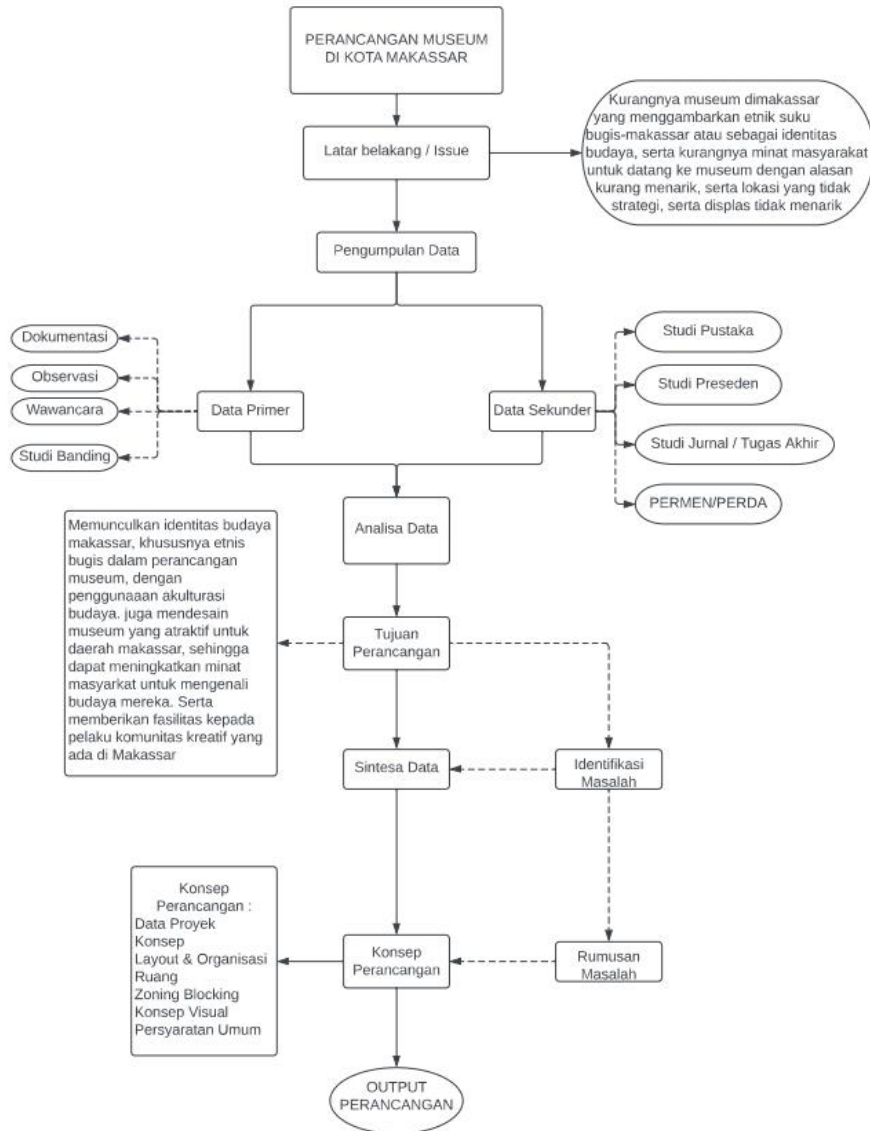 PERANCANGAN MUSEUM
DI KOTA MAKASSAR
Latar belakang / Issue
Kurangnya museum dimakassar
yang menggambarkan etnik suku
bugis-makassar atau sebagai identitas
budaya, serta kurangnya minat masyarakat
untuk datang ke museum dengan alasan
kurang menarik, serta lokasi yang tidak
strategi, serta displas tidak menarik
Pengumpulan Data
Dokumentasi
Observasi
Wawancara
Studi Banding
Data Primer
Data Sekunder
Studi Pustaka
Studi Preseden
Studi Jurnal / Tugas Akhir
PERMEN/PERDA
Analisa Data
Memunculkan identitas budaya
makassar, khususnya etnis
bugis dalam perancangan
museum, dengan
penggunaaan akulturasi
budaya. juga mendesain
museum yang atraktif untuk
daerah makassar, sehingga
dapat meningkatkan minat
masyarkat untuk mengenali
budaya mereka. Serta
memberikan fasilitas kepada
pelaku komunitas kreatif yang
ada di Makassar
Tujuan
Perancangan
Sintesa Data
Identifikasi
Masalah
Konsep
Perancangan :
Data Proyek
Konsep
Layout & Organisasi
Ruang
Zoning Blocking
Konsep Visual
Persyaratan Umum
Konsep
Perancangan
Rumusan
Masalah
OUTPUT
PERANCANGAN